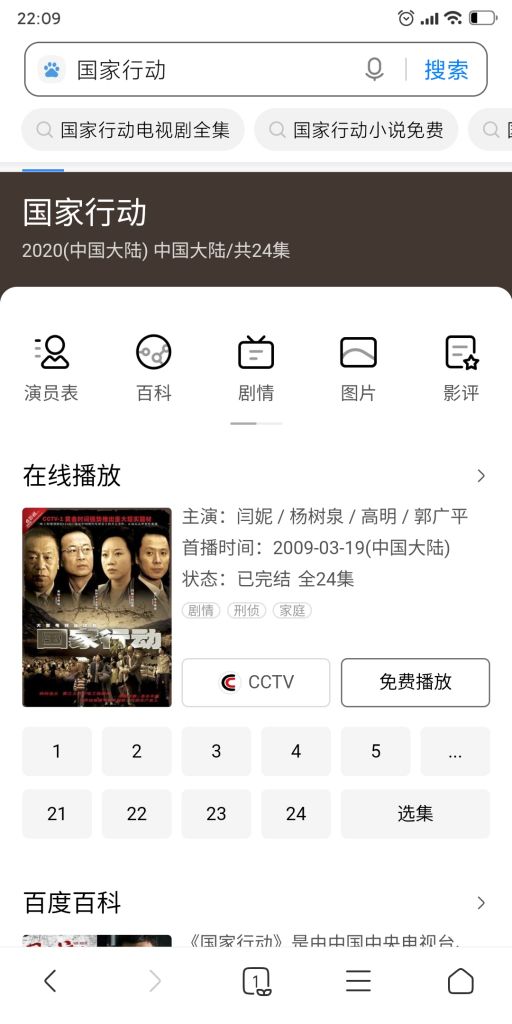 22:09
国家行动
搜索
国家行动电视剧全集
国家行动小说免费
国家行动
2020(中国大陆) 中国大陆/共24集
演员表
百科
剧情
图片
影评
在线播放
国家行动
主演：闫妮 / 杨树泉 / 高明 / 郭广平
首播时间：2009-03-19(中国大陆)
状态：已完结 全24集
剧情
刑侦
家庭
CCTV
免费播放
1
2
3
4
5
...
21
22
23
24
选集
百度百科
《国家行动》是由中国中央电视台、
1